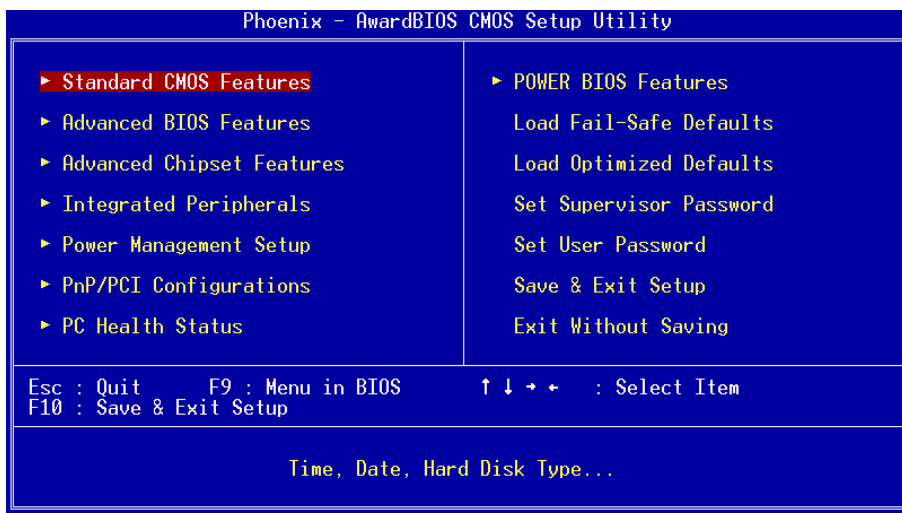 Phoenix - AwardBIOS CMOS Setup Utility
► Standard CMOS Features
► Advanced BIOS Features
► Advanced Chipset Features
► Integrated Peripherals
► Power Management Setup
► PnP/PCI Configurations
► PC Health Status
► POWER BIOS Features
Load Fail-Safe Defaults
Load Optimized Defaults
Set Supervisor Password
Set User Password
Save & Exit Setup
Exit Without Saving
Esc : Quit F9 : Menu in BIOS ↑ ↓ → ← : Select Item
F10 : Save & Exit Setup
Time, Date, Hard Disk Type...